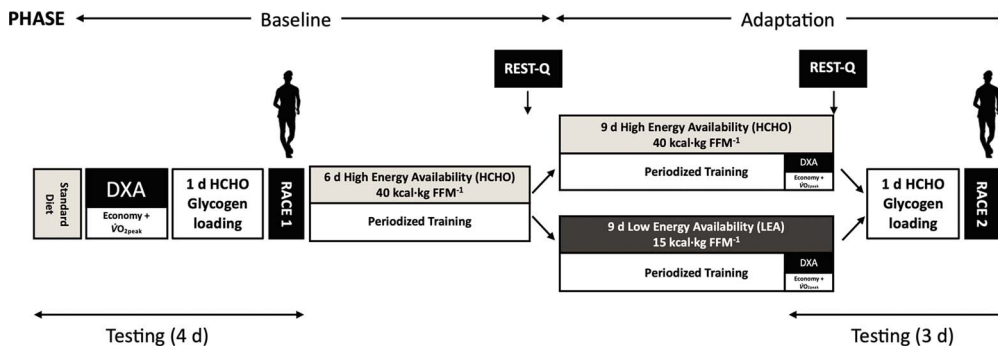 PHASE
Baseline
Adaptation
REST-Q
REST-Q
Standard
Diet
DXA
Economy +
V̇O₂peak
1 d HCHO
Glycogen
loading
RACE 1
6 d High Energy Availability (HCHO)
40 kcal·kg FFM⁻¹
Periodized Training
9 d High Energy Availability (HCHO)
40 kcal·kg FFM⁻¹
Periodized Training
DXA
Economy +
V̇O₂peak
9 d Low Energy Availability (LEA)
15 kcal·kg FFM⁻¹
Periodized Training
DXA
Economy +
V̇O₂peak
1 d HCHO
Glycogen
loading
RACE 2
Testing (4 d)
Testing (3 d)